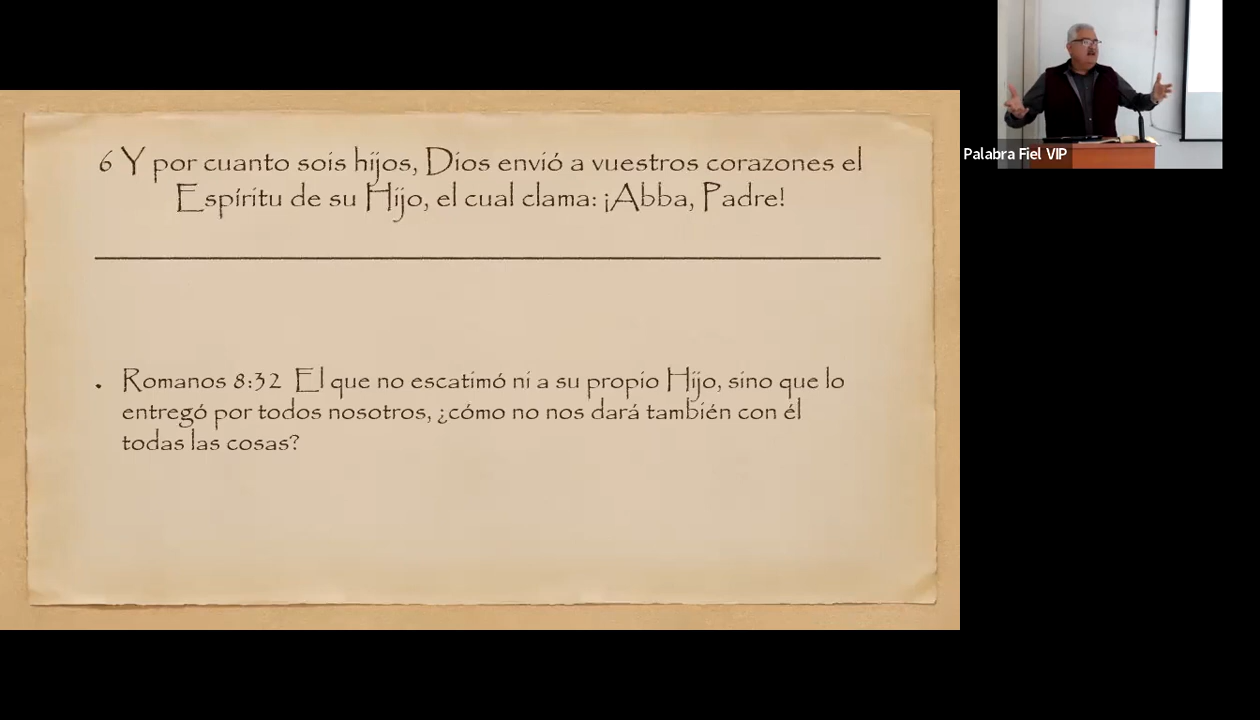 6 Y por cuanto sois hijos, Dios envió a vuestros corazones el
Espíritu de su Hijo, el cual clama: ¡Abba, Padre!
• Romanos 8:32 El que no escatimó ni a su propio Hijo, sino que lo
entregó por todos nosotros, ¿cómo no nos dará también con él
todas las cosas?
Palabra Fiel VIP